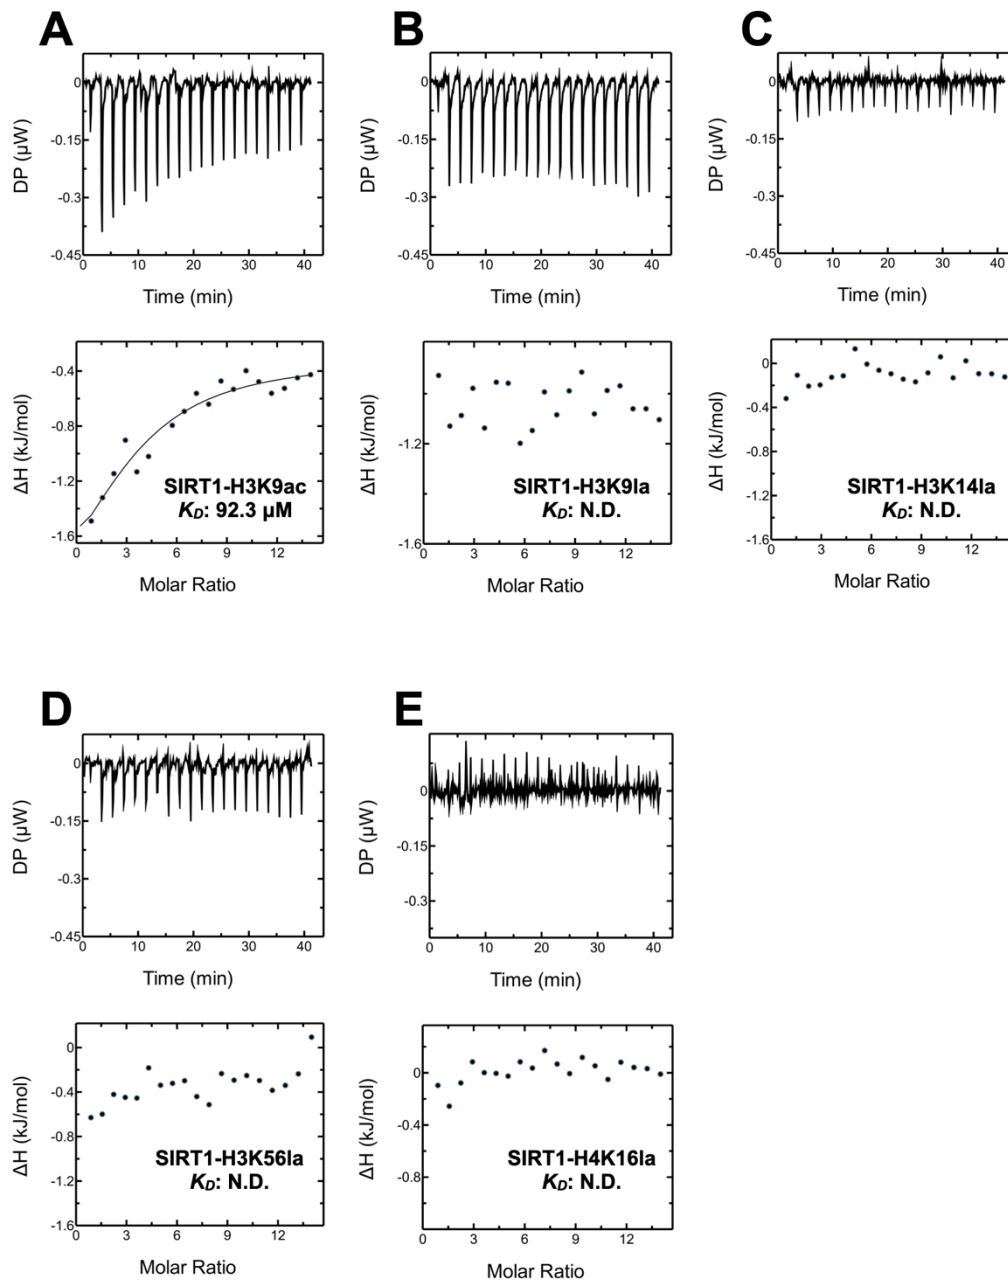 A
B
C
0
-0.15
-0.3
-0.45
DP (µW)
0 10 20 30 40
Time (min)
0
-0.15
-0.3
-0.45
DP (µW)
0 10 20 30 40
Time (min)
0
-0.15
-0.3
-0.45
DP (µW)
0 10 20 30 40
Time (min)
-0.4
-0.8
-1.2
-1.6
ΔH (kJ/mol)
SIRT1-H3K9ac
KD: 92.3 µM
0 3 6 9 12
Molar Ratio
-1.2
-1.6
ΔH (kJ/mol)
SIRT1-H3K9la
KD: N.D.
0 3 6 9 12
Molar Ratio
0
-0.4
-0.8
-1.2
-1.6
ΔH (kJ/mol)
SIRT1-H3K14la
KD: N.D.
0 3 6 9 12
Molar Ratio
D
E
0
-0.15
-0.3
-0.45
DP (µW)
0 10 20 30 40
Time (min)
0
-0.15
-0.3
DP (µW)
0 10 20 30 40
Time (min)
0
-0.4
-0.8
-1.2
-1.6
ΔH (kJ/mol)
SIRT1-H3K56la
KD: N.D.
0 3 6 9 12
Molar Ratio
0
-0.4
-0.8
ΔH (kJ/mol)
SIRT1-H4K16la
KD: N.D.
0 3 6 9 12
Molar Ratio